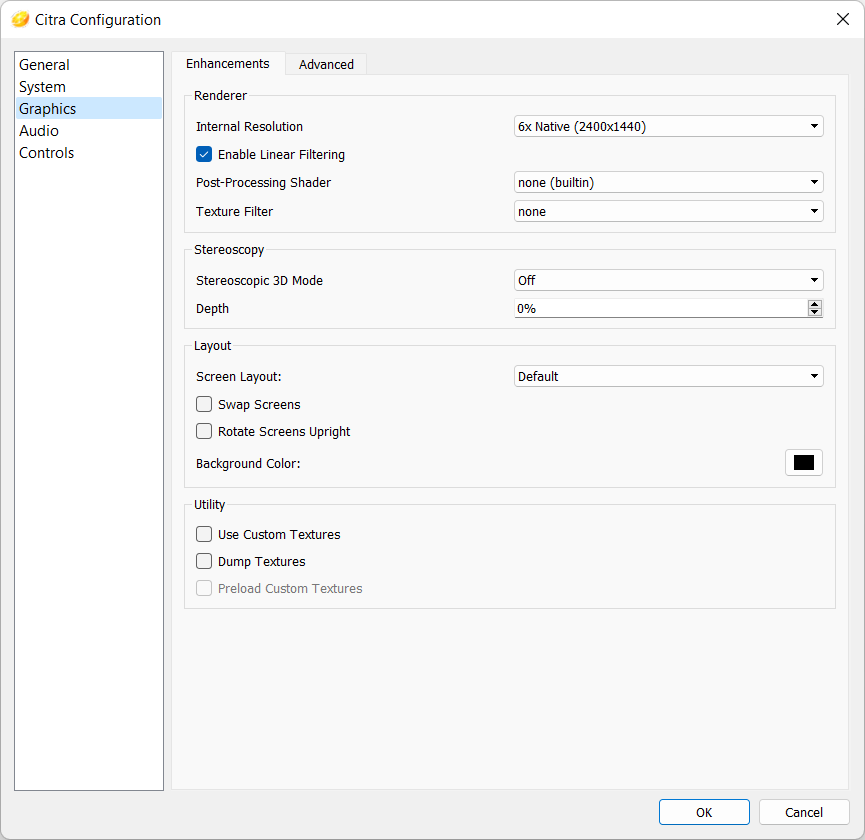 Citra Configuration
General
System
Graphics
Audio
Controls
Enhancements
Advanced
Renderer
Internal Resolution
6x Native (2400x1440)
Enable Linear Filtering
Post-Processing Shader
none (builtin)
Texture Filter
none
Stereoscopy
Stereoscopic 3D Mode
Off
Depth
0%
Layout
Screen Layout:
Default
Swap Screens
Rotate Screens Upright
Background Color:
Utility
Use Custom Textures
Dump Textures
Preload Custom Textures
OK
Cancel